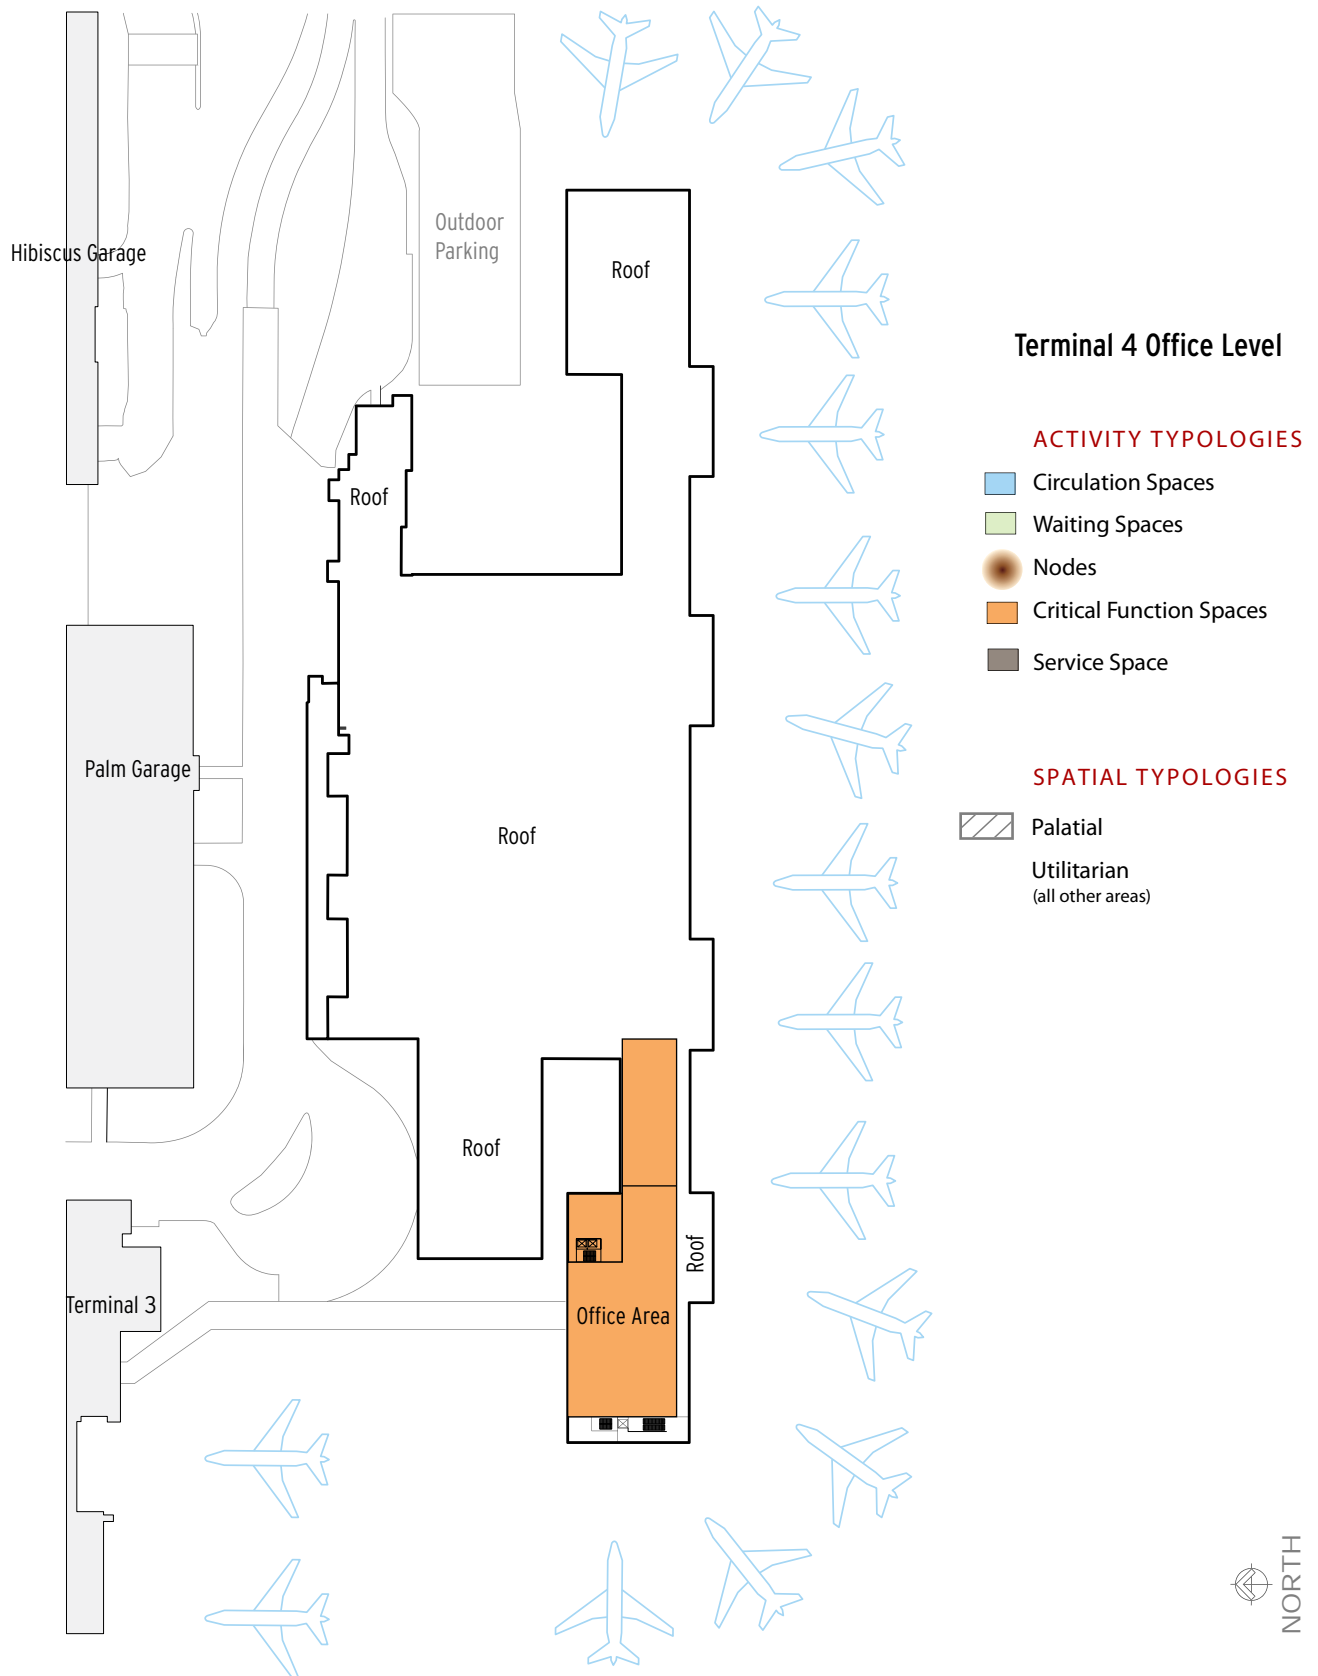 Outdoor
Parking
Hibiscus Garage
Roof
Terminal 4 Office Level
ACTIVITY TYPOLOGIES
Circulation Spaces
Roof
Waiting Spaces
Nodes
Critical Function Spaces
Service Space
Palm Garage
SPATIAL TYPOLOGIES
Roof
Palatial
Utilitarian
(all other areas)
Roof
Roof
Terminal 3
Office Area
NORTH